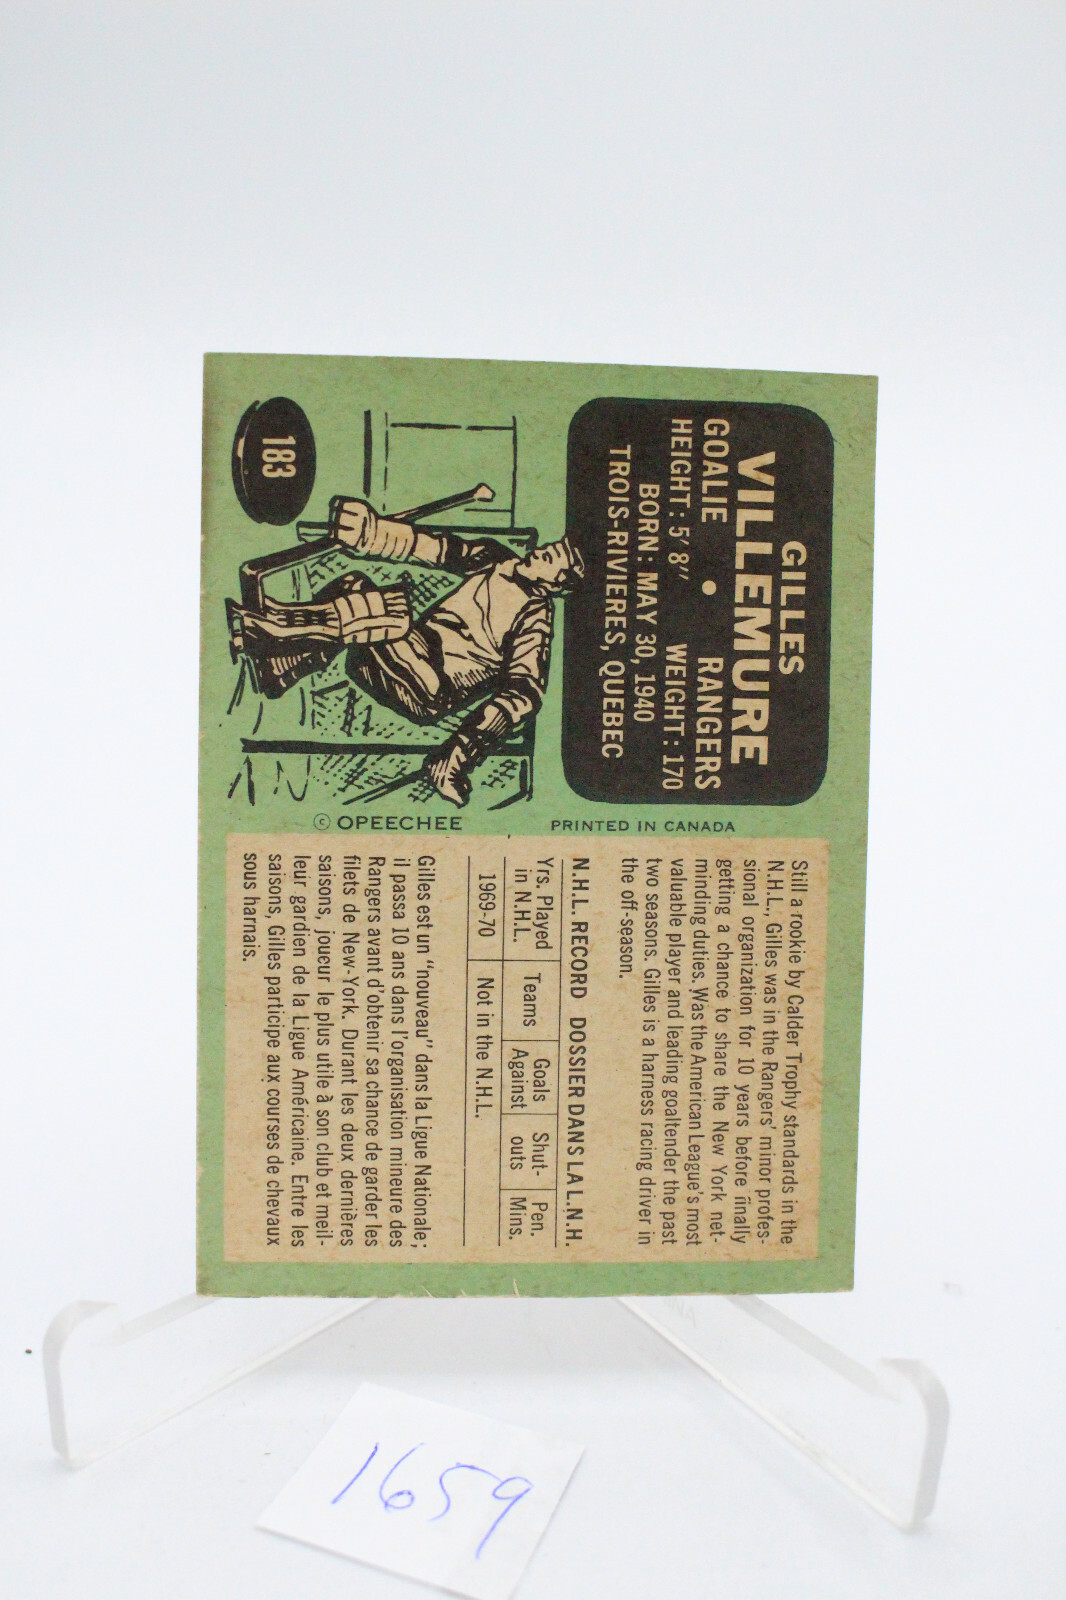 GILLES
VILLEMURE
GOALIE • RANGERS
HEIGHT: 5'8" WEIGHT: 170
BORN: MAY 30, 1940
TROIS-RIVIERES, QUEBEC
183
© OPEECHEE
PRINTED IN CANADA
Still a rookie by Calder Trophy standards in the
N.H.L., Gilles was in the Rangers' minor profes-
sional organization for 10 years before finally
getting a chance to share the New York net-
minding duties. Was the American League's most
valuable player and leading goaltender the past
two seasons. Gilles is a harness racing driver in
the off-season.
N.H.L. RECORD DOSSIER DANS LA L.N.H.
Yrs. Played Teams Goals Shut- Pen.
in N.H.L. Against outs Mins.
1969-70 Not in the N.H.L.
Gilles est un "nouveau" dans la Ligue Nationale;
il passa 10 ans dans l'organisation mineure des
Rangers avant d'obtenir sa chance de garder les
filets de New-York. Durant les deux dernières
saisons, joueur le plus utile à son club et meil-
leur gardien de la Ligue Américaine. Entre les
saisons, Gilles participe aux courses de chevaux
sous harnais.
1659